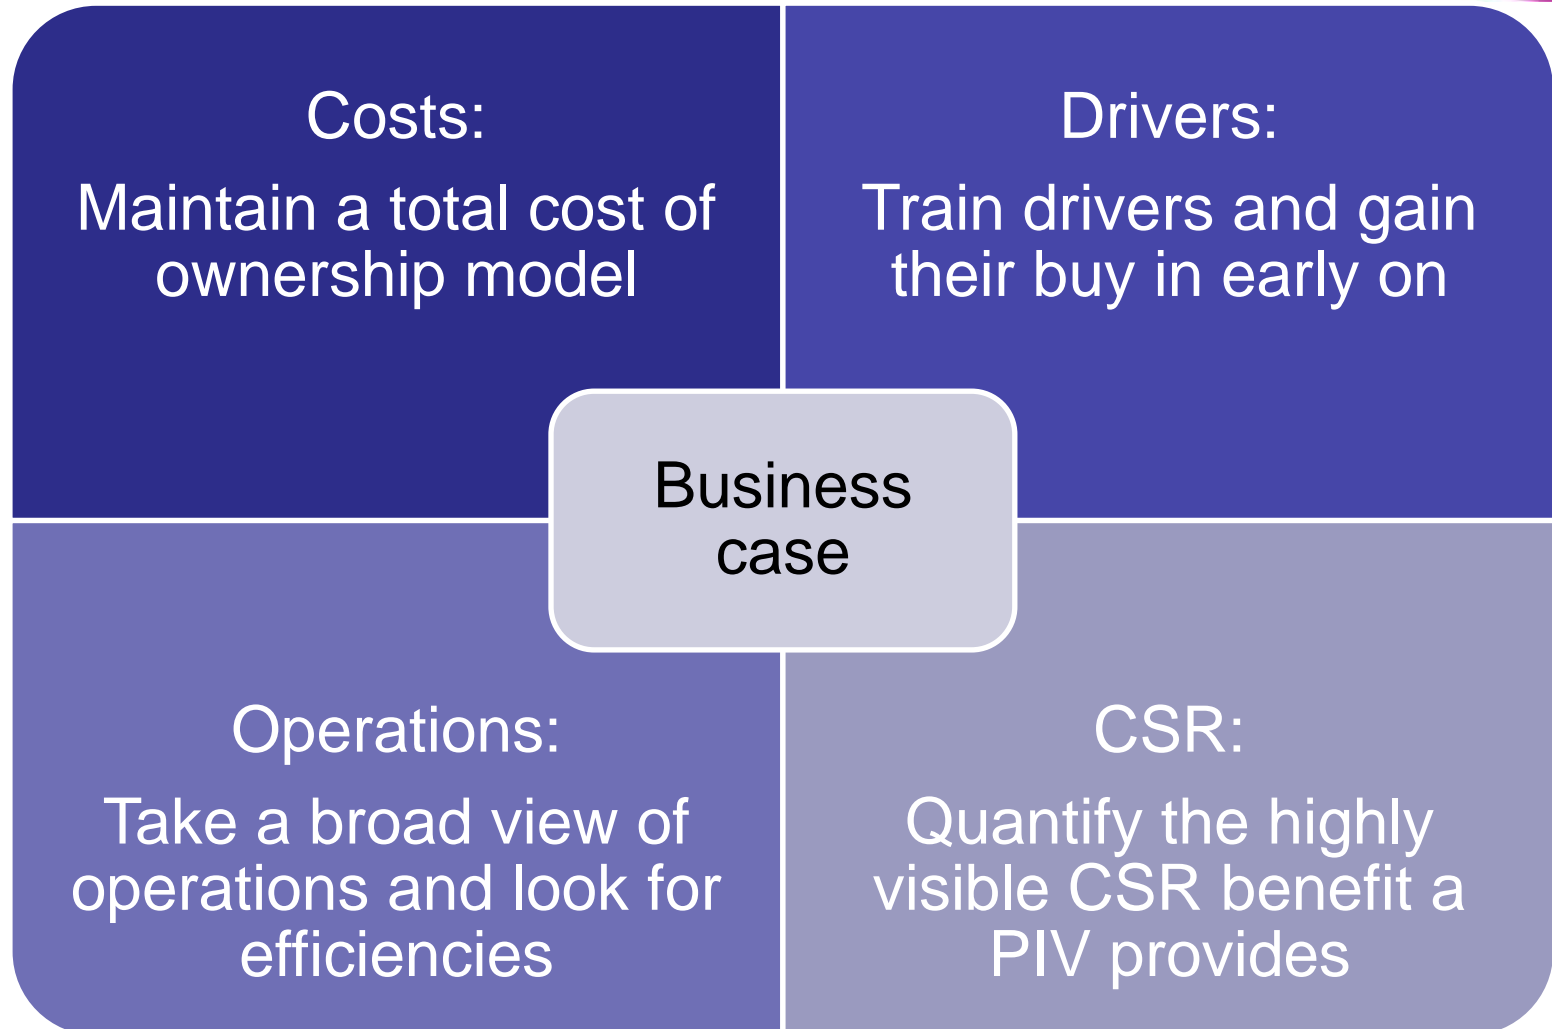 Costs:
Maintain a total cost of
ownership model
Drivers:
Train drivers and gain
their buy in early on
Business
case
Operations:
Take a broad view of
operations and look for
efficiencies
CSR:
Quantify the highly
visible CSR benefit a
PIV provides